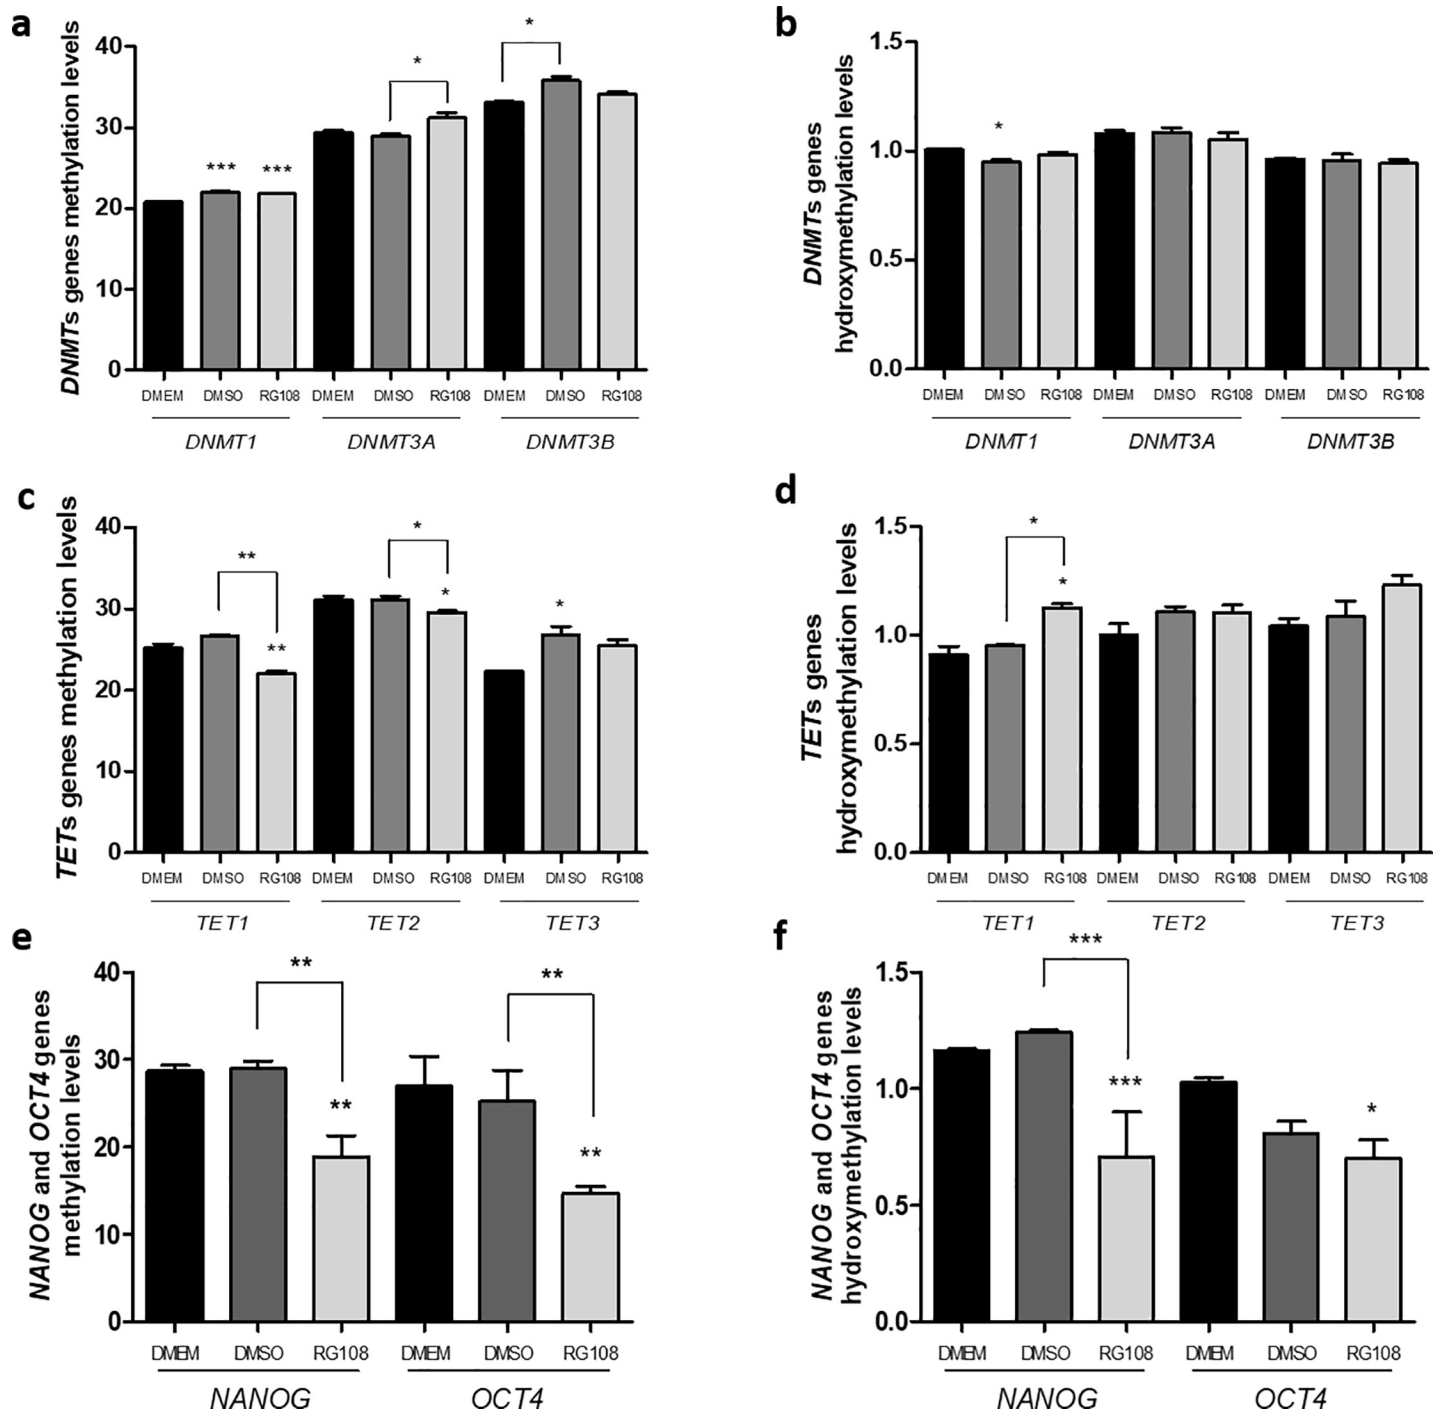 a
DNMTs genes methylation levels
40
30
20
10
0
*
*
*** ***
DMEM DMSO RG108 DMEM DMSO RG108 DMEM DMSO RG108
DNMT1 DNMT3A DNMT3B
b
DNMTs genes
hydroxymethylation levels
1.5
1.0
0.5
0.0
*
DMEM DMSO RG108 DMEM DMSO RG108 DMEM DMSO RG108
DNMT1 DNMT3A DNMT3B
c
TETs genes methylation levels
40
30
20
10
0
*
**
* *
**
DMEM DMSO RG108 DMEM DMSO RG108 DMEM DMSO RG108
TET1 TET2 TET3
d
TETs genes
hydroxymethylation levels
1.5
1.0
0.5
0.0
*
*
DMEM DMSO RG108 DMEM DMSO RG108 DMEM DMSO RG108
TET1 TET2 TET3
e
NANOG and OCT4 genes
methylation levels
40
30
20
10
0
** **
** **
DMEM DMSO RG108 DMEM DMSO RG108
NANOG OCT4
f
NANOG and OCT4 genes
hydroxymethylation levels
1.5
1.0
0.5
0.0
***
***
*
DMEM DMSO RG108 DMEM DMSO RG108
NANOG OCT4